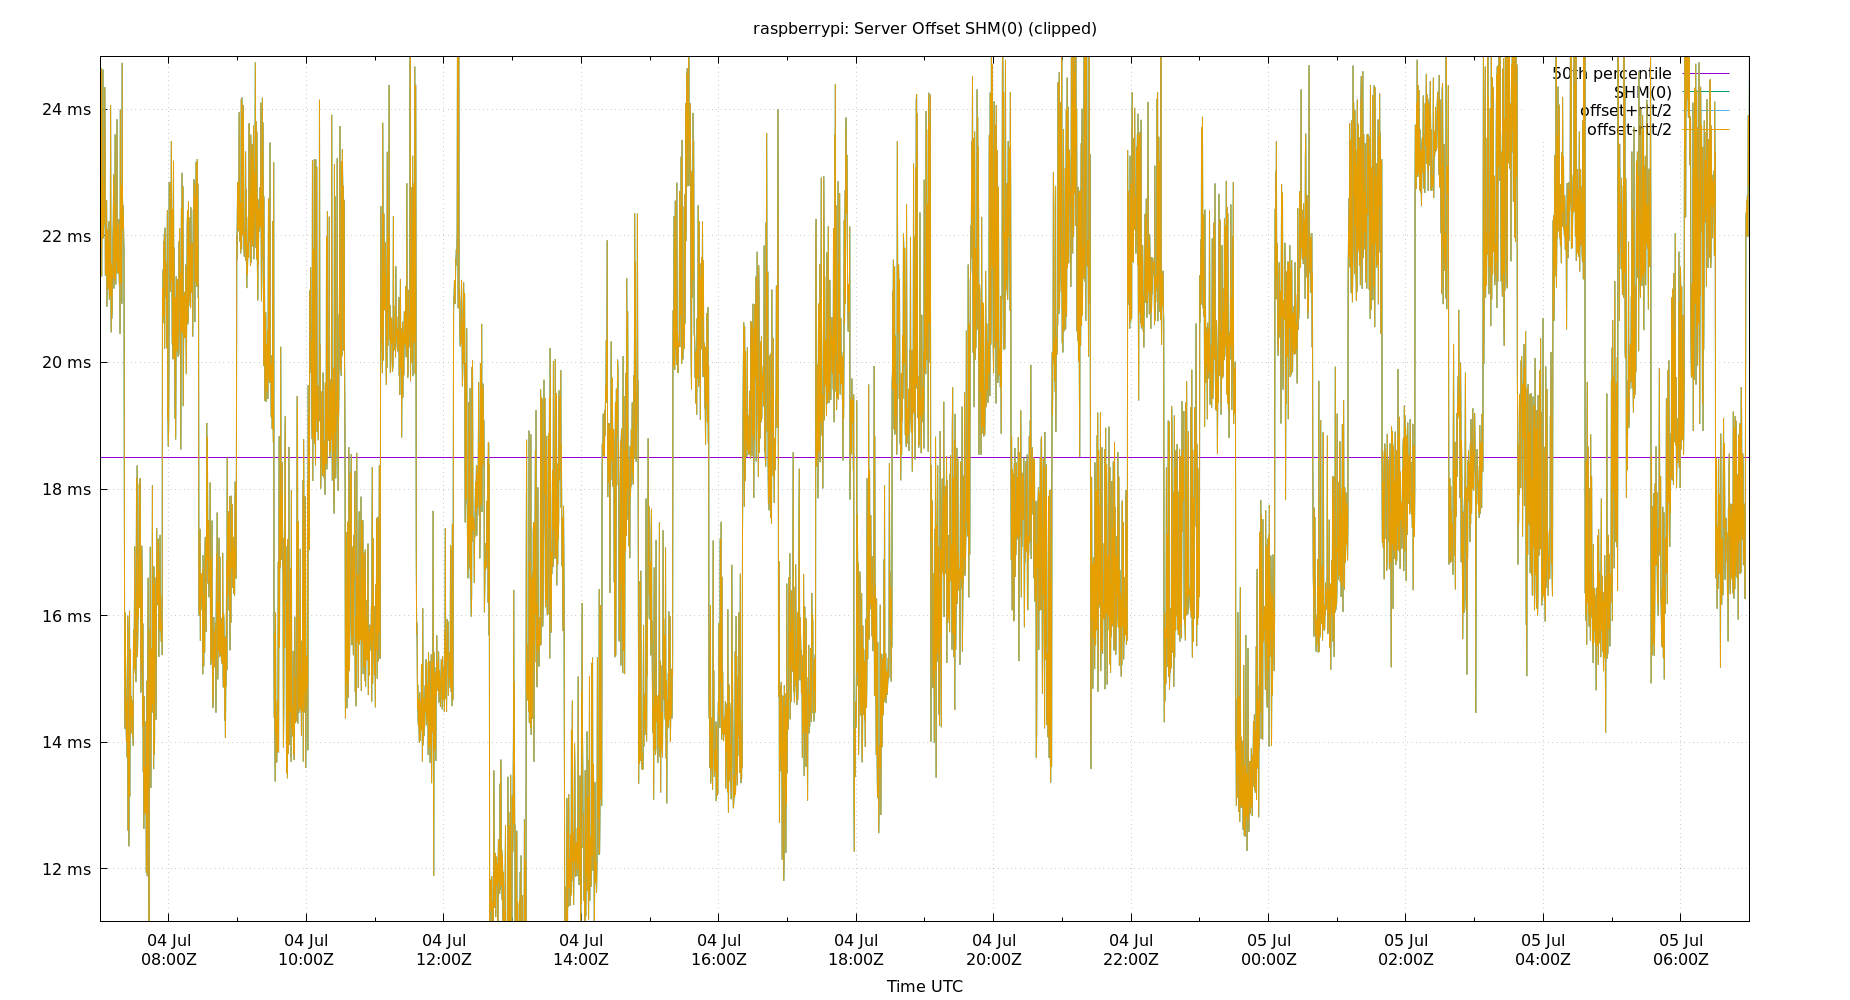 raspberrypi: Server Offset SHM(0) (clipped)
50th percentile
SHM(0)
offset+rtt/2
offset-rtt/2
24 ms
22 ms
20 ms
18 ms
16 ms
14 ms
12 ms
04 Jul 04 Jul 04 Jul 04 Jul 04 Jul 04 Jul 04 Jul 04 Jul 05 Jul 05 Jul 05 Jul 05 Jul
08:00Z 10:00Z 12:00Z 14:00Z 16:00Z 18:00Z 20:00Z 22:00Z 00:00Z 02:00Z 04:00Z 06:00Z
Time UTC